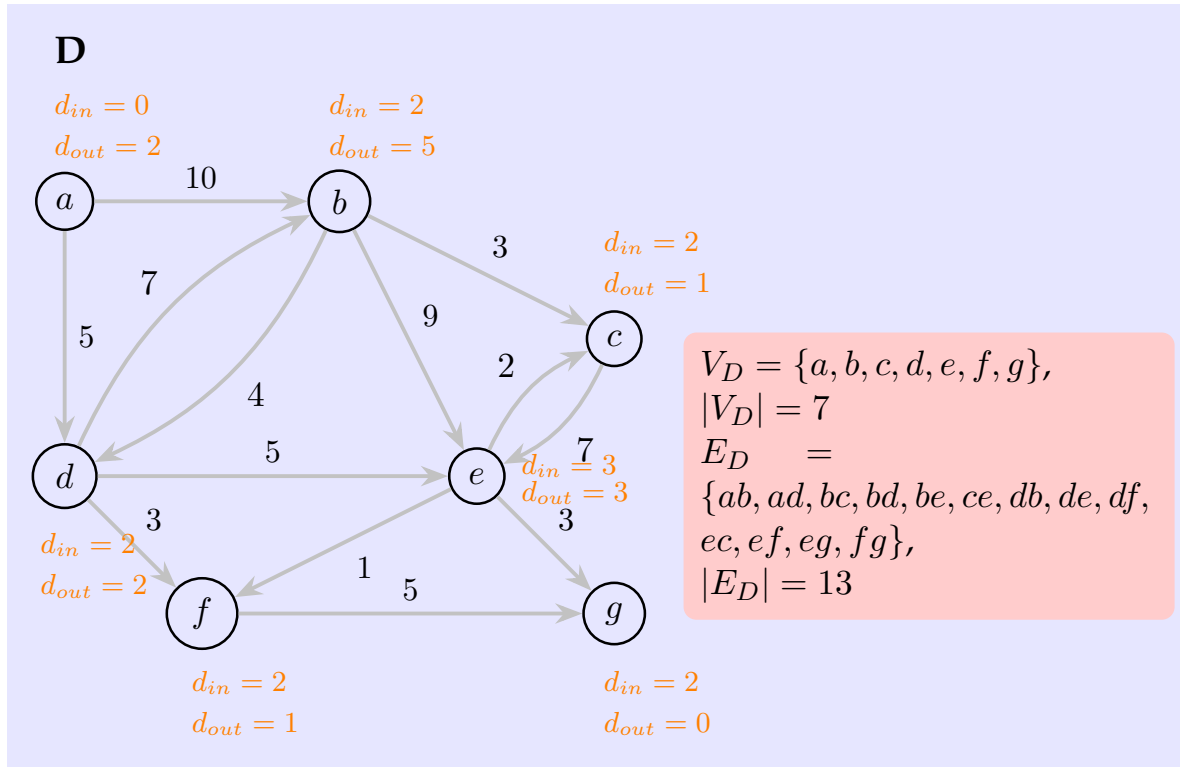 D
d_in = 0
d_out = 2
d_in = 2
d_out = 5
10
a
b
3
d_in = 2
d_out = 1
7
5
9
c
2
4
V_D = {a, b, c, d, e, f, g},
|V_D| = 7
E_D =
{ab, ad, bc, bd, be, ce, db, de, df,
ec, ef, eg, fg},
|E_D| = 13
5
7
d
e
d_in = 3
d_out = 3
3
3
d_in = 2
d_out = 2
1
5
f
g
d_in = 2
d_out = 1
d_in = 2
d_out = 0